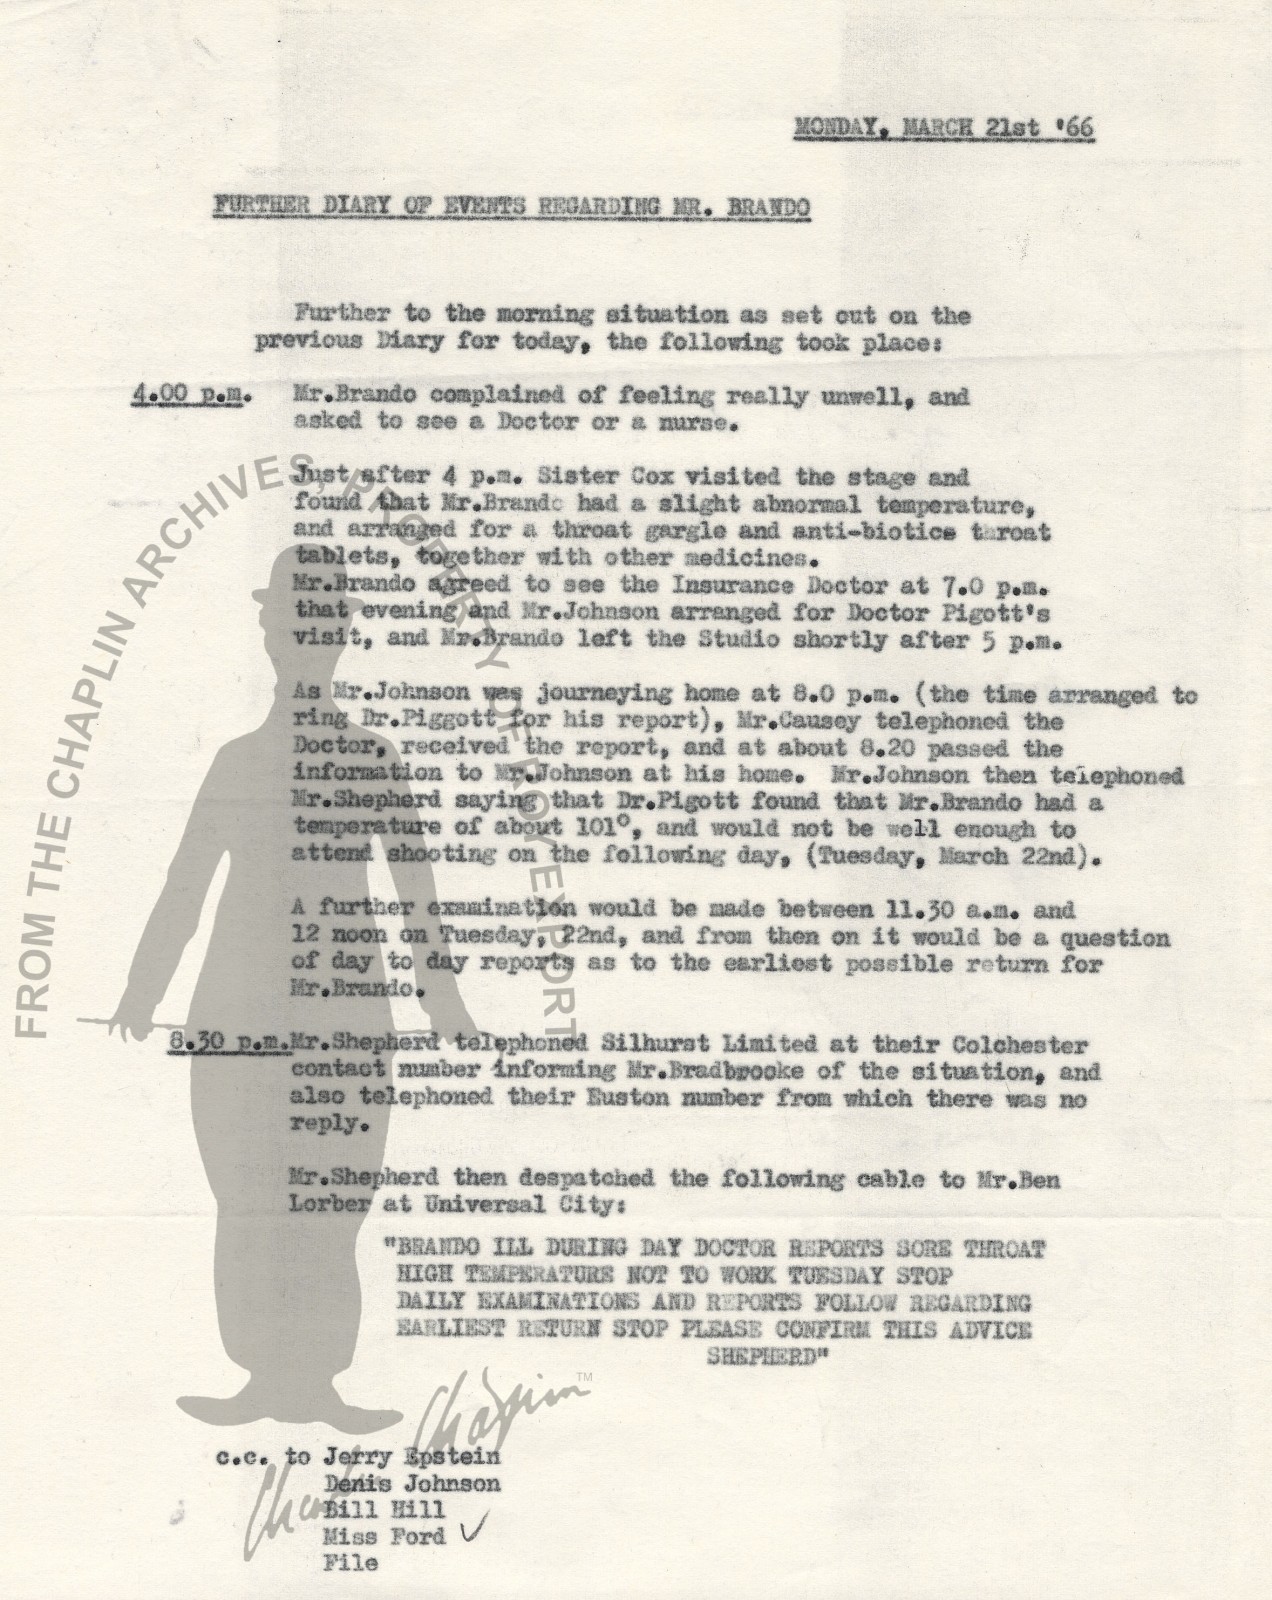 MONDAY, MARCH 21st '66
FURTHER DIARY OF EVENTS REGARDING MR. BRANDO
Further to the morning situation as set out on the
previous Diary for today, the following took place:
4.00 p.m. Mr.Brando complained of feeling really unwell, and
asked to see a Doctor or a nurse.
Just after 4 p.m. Sister Cox visited the stage and
found that Mr.Brando had a slight abnormal temperature,
and arranged for a throat gargle and anti-biotics throat
tablets, together with other medicines.
Mr.Brando agreed to see the Insurance Doctor at 7.0 p.m.
that evening and Mr.Johnson arranged for Doctor Pigott's
visit, and Mr.Brando left the Studio shortly after 5 p.m.
As Mr.Johnson was journeying home at 8.0 p.m. (the time arranged to
ring Dr.Piggott for his report), Mr.Causey telephoned the
Doctor, received the report, and at about 8.20 passed the
information to Mr.Johnson at his home. Mr.Johnson then telephoned
Mr.Shepherd saying that Dr.Pigott found that Mr.Brando had a
temperature of about 101°, and would not be well enough to
attend shooting on the following day, (Tuesday, March 22nd).
A further examination would be made between 11.30 a.m. and
12 noon on Tuesday, 22nd, and from then on it would be a question
of day to day reports as to the earliest possible return for
Mr.Brando.
8.30 p.m. Mr.Shepherd telephoned Silhurst Limited at their Colchester
contact number informing Mr.Bradbrooke of the situation, and
also telephoned their Euston number from which there was no
reply.
Mr.Shepherd then despatched the following cable to Mr.Ben
Lorber at Universal City:
"BRANDO ILL DURING DAY DOCTOR REPORTS SORE THROAT
HIGH TEMPERATURE NOT TO WORK TUESDAY STOP
DAILY EXAMINATIONS AND REPORTS FOLLOW REGARDING
EARLIEST RETURN STOP PLEASE CONFIRM THIS ADVICE
SHEPHERD"
c.c. to Jerry Epstein
Denis Johnson
Bill Hill
Miss Ford ✓
File
FROM THE CHAPLIN ARCHIVES, PROPERTY OF ROY EXPORT
Charlie Chaplin™